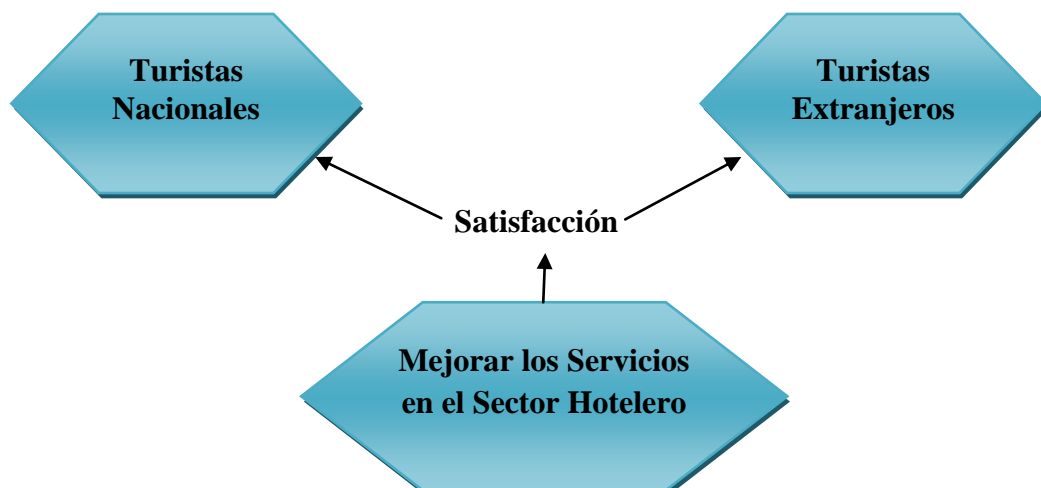 Turistas
Nacionales
Turistas
Extranjeros
Satisfacción
Mejorar los Servicios
en el Sector Hotelero